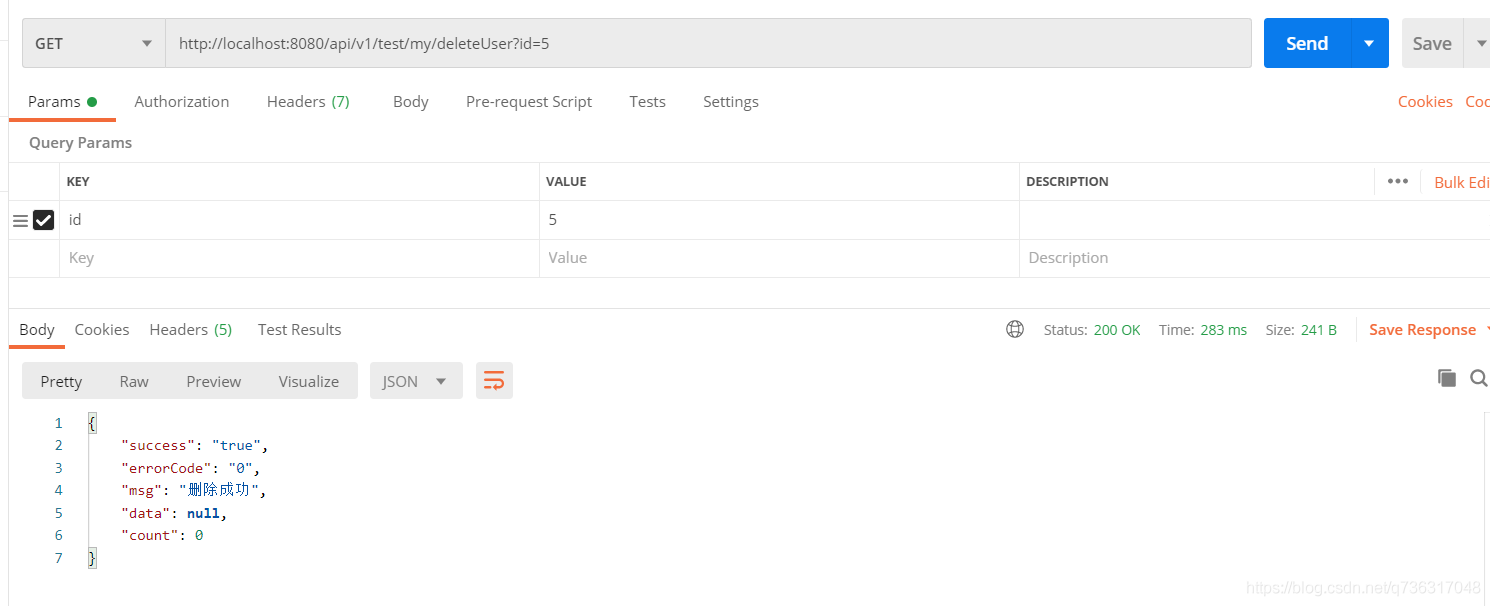 GET http://localhost:8080/api/v1/test/my/deleteUser?id=5 Send Save
Params Authorization Headers (7) Body Pre-request Script Tests Settings Cookies Coc
Query Params
KEY VALUE DESCRIPTION ••• Bulk Edi
id 5
Key Value Description
Body Cookies Headers (5) Test Results Status: 200 OK Time: 283 ms Size: 241 B Save Response
Pretty Raw Preview Visualize JSON
1 {
2 "success": "true",
3 "errorCode": "0",
4 "msg": "删除成功",
5 "data": null,
6 "count": 0
7 }
https://blog.csdn.net/q736317048